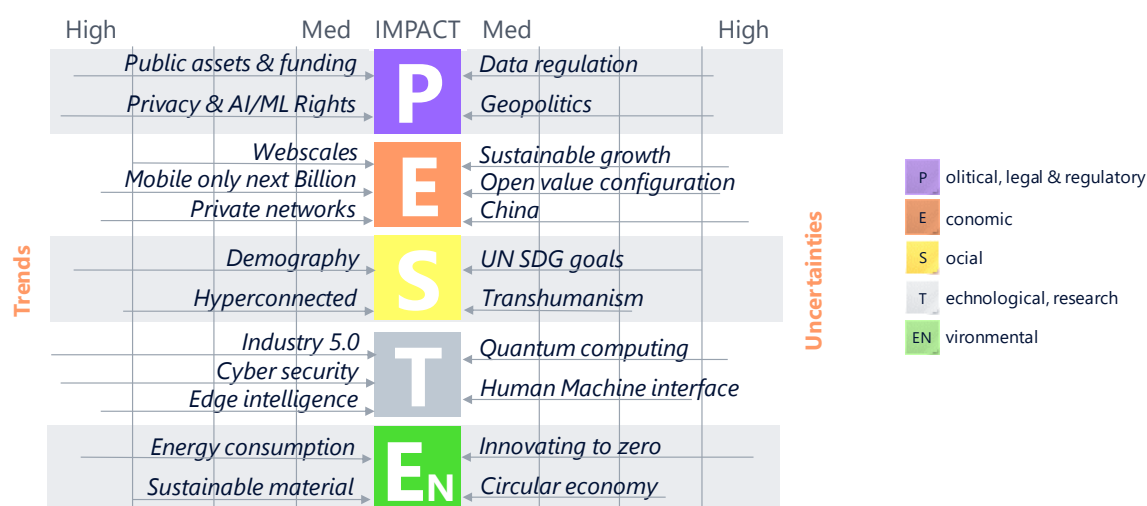 High Med IMPACT Med High
Public assets & funding P Data regulation
Privacy & AI/ML Rights Geopolitics
Webscales E Sustainable growth
Mobile only next Billion Open value configuration
Private networks China
Demography S UN SDG goals
Hyperconnected Transhumanism
Industry 5.0 T Quantum computing
Cyber security
Edge intelligence Human Machine interface
Energy consumption EN Innovating to zero
Sustainable material Circular economy
Trends
Uncertainties
P olitical, legal & regulatory
E conomic
S ocial
T echnological, research
EN vironmental